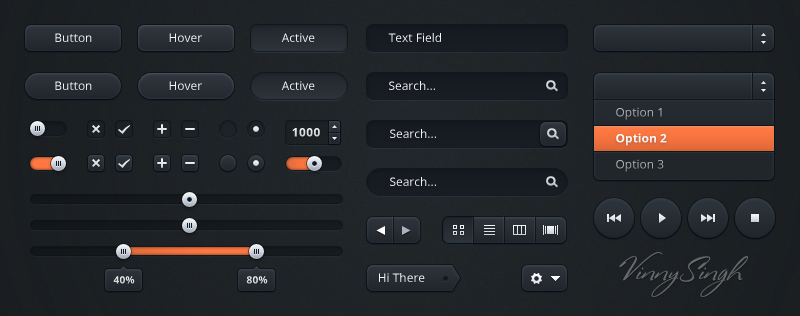 Button Hover Active Text Field
Button Hover Active Search...
Option 1
1000 Search... Option 2
Option 3
Search...
Hi There
40% 80%
VinnySingh